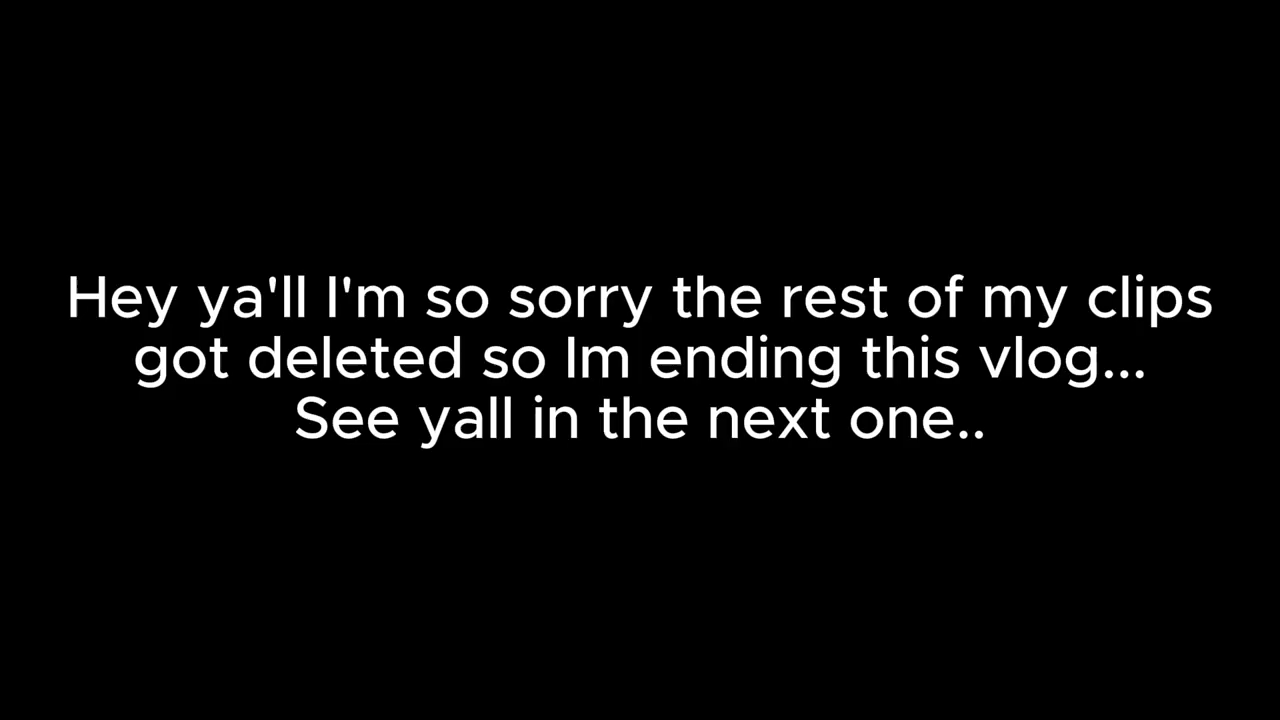 Hey ya'll I'm so sorry the rest of my clips
got deleted so Im ending this vlog...
See yall in the next one..